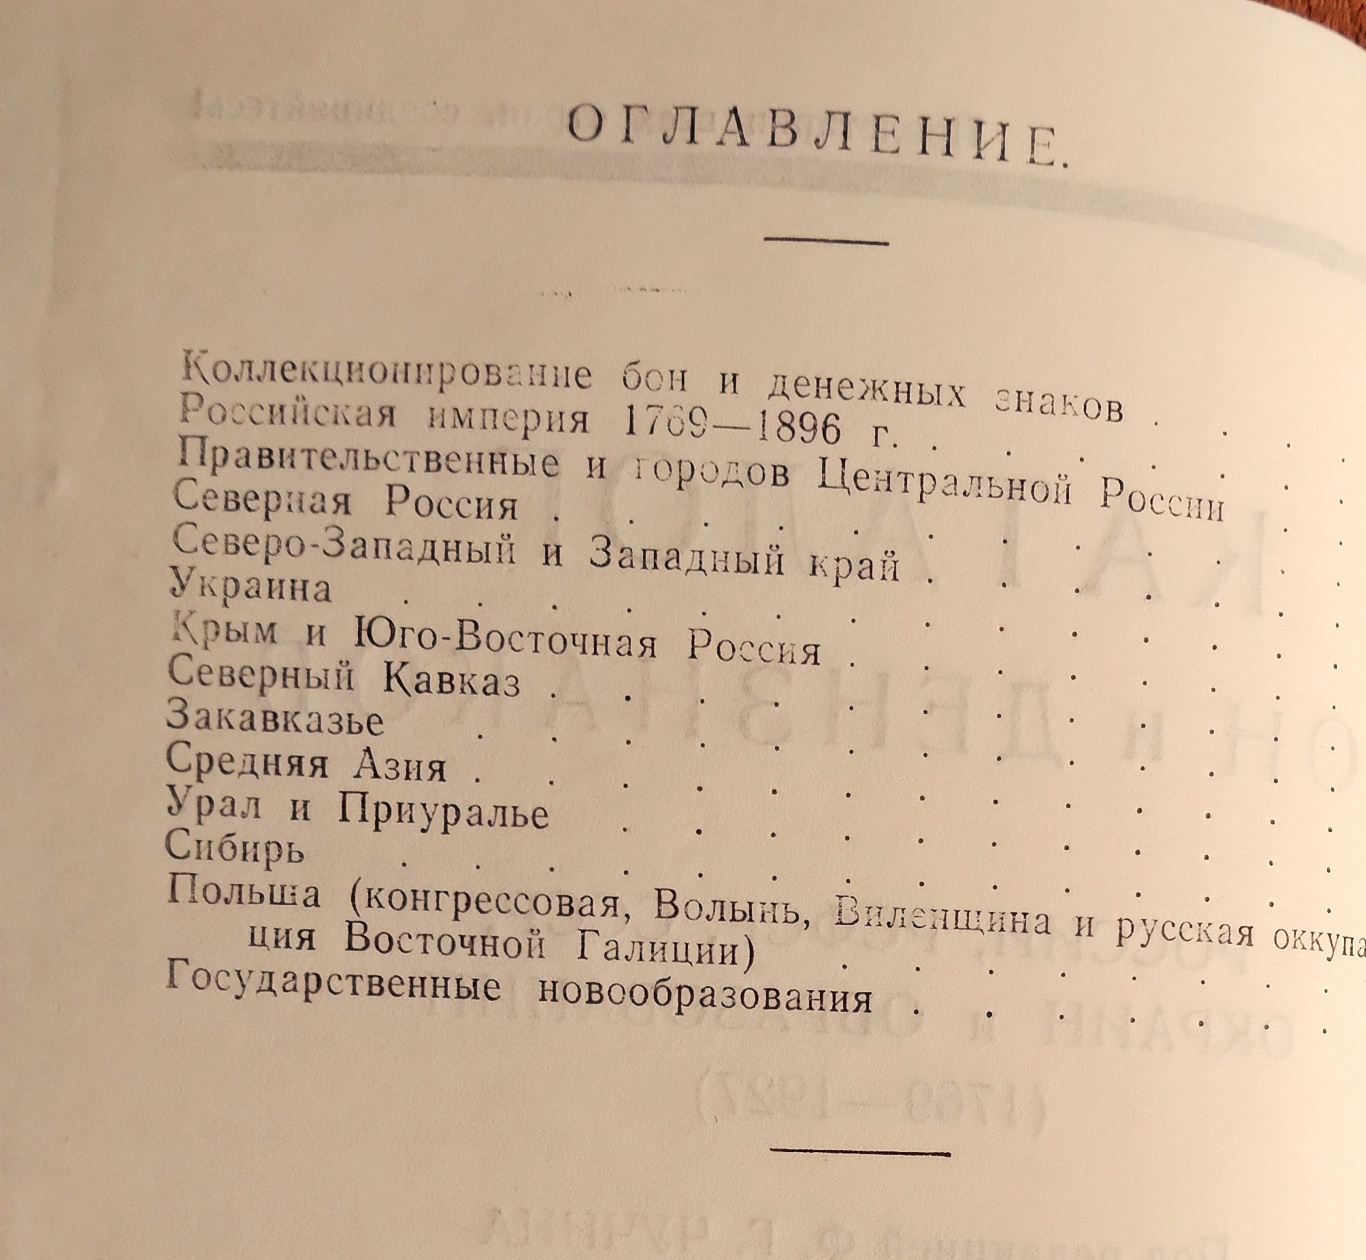 ОГЛАВЛЕНИЕ.
Коллекционирование бон и денежных знаков . . .
Российская империя 1769—1896 г. . . . . . .
Правительственные и городов Центральной России . .
Северная Россия . . . . . . . . . . .
Северо-Западный и Западный край . . . . . . .
Украина . . . . . . . . . . . . .
Крым и Юго-Восточная Россия . . . . . . .
Северный Кавказ . . . . . . . . . . .
Закавказье . . . . . . . . . . . .
Средняя Азия . . . . . . . . . . . .
Урал и Приуралье . . . . . . . . . .
Сибирь . . . . . . . . . . . . .
Польша (конгрессовая, Волынь, Виленщина и русская оккупа
ция Восточной Галиции) . . . . . . .
Государственные новообразования . . . . . .
(1769—1927)